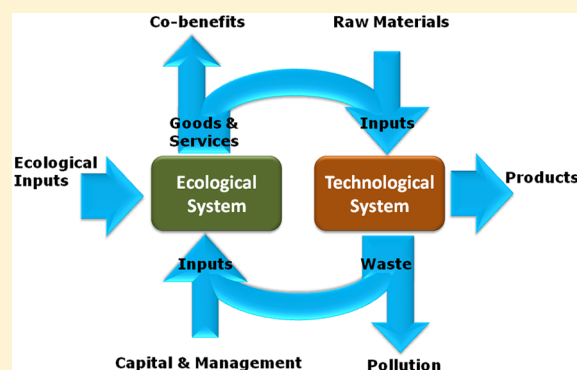 Co-benefits
Raw Materials
Goods &
Services
Inputs
Ecological
Inputs
Ecological
System
Technological
System
Products
Inputs
Waste
Capital & Management
Pollution